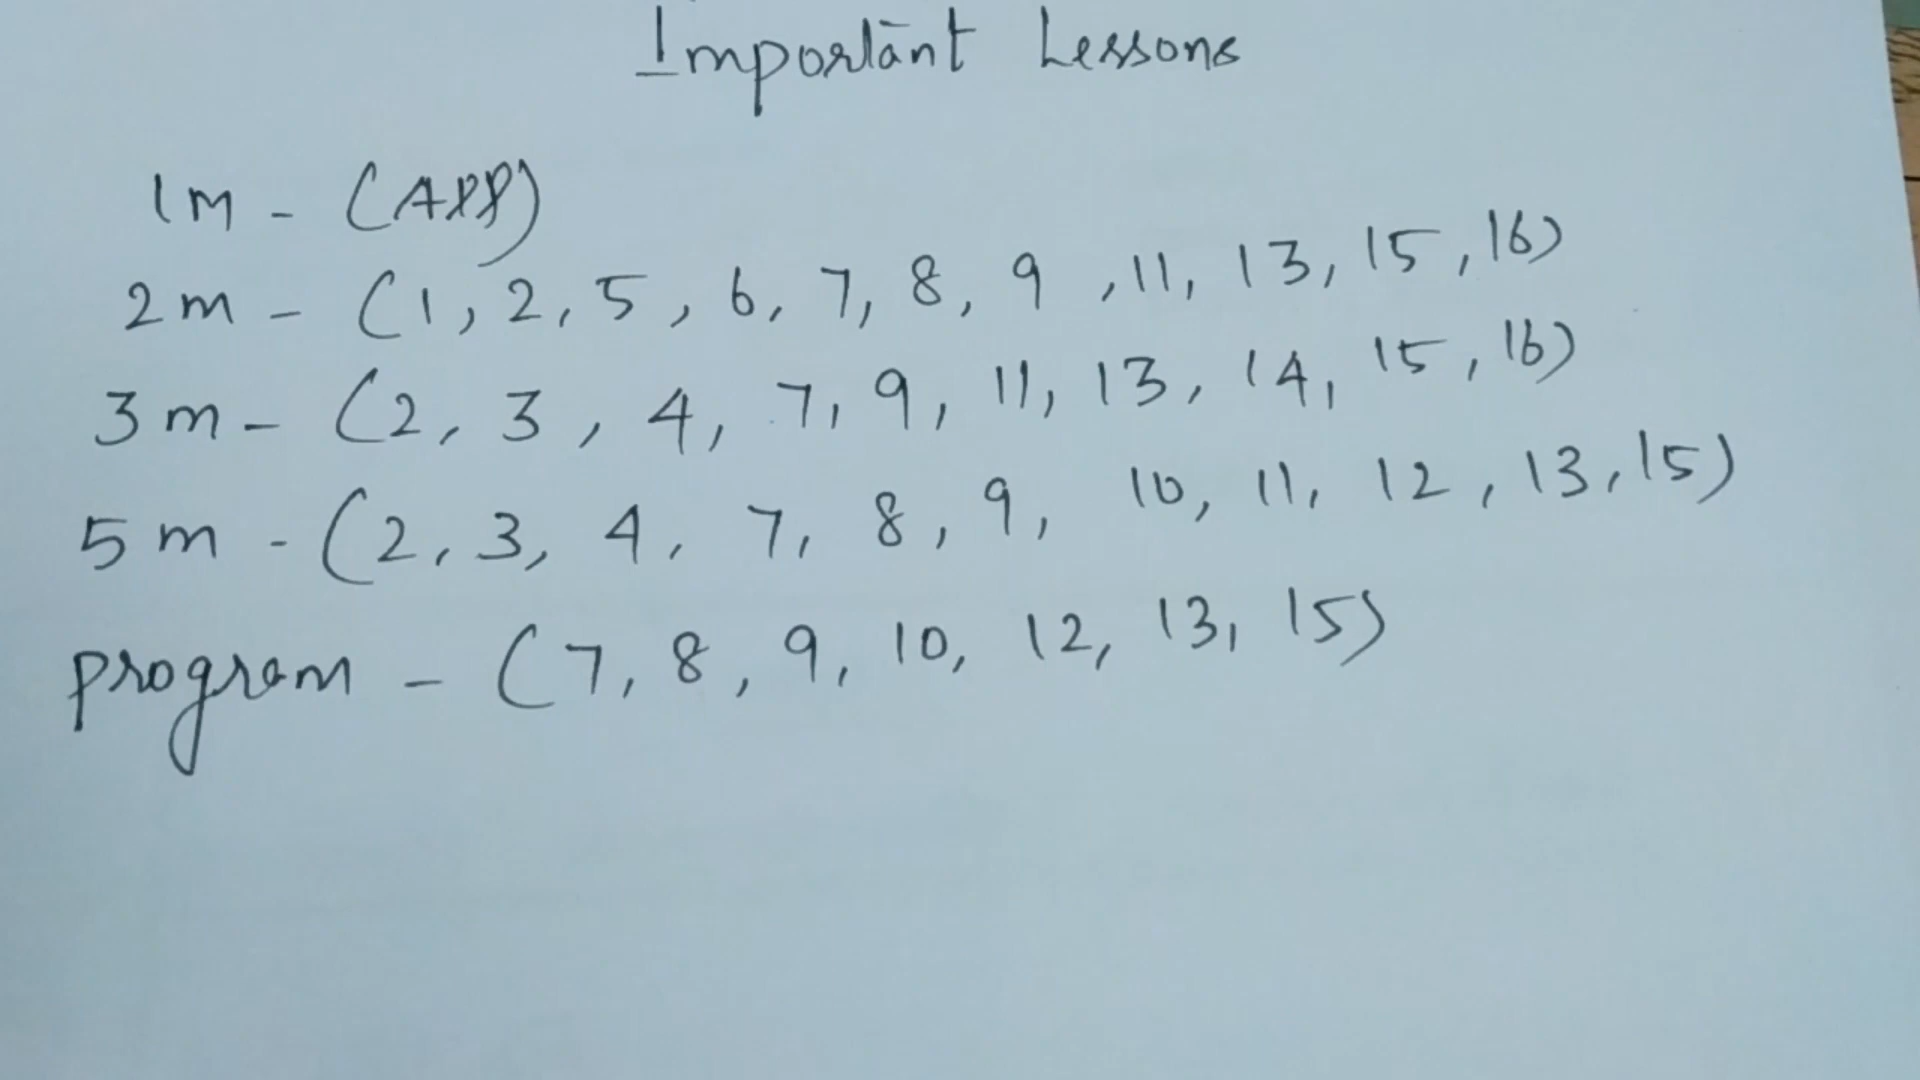 Important Lessons
1m - (App)
2m - (1, 2, 5, 6, 7, 8, 9, 11, 13, 15, 16)
3m - (2, 3, 4, 7, 9, 11, 13, 14, 15, 16)
5m - (2, 3, 4, 7, 8, 9, 10, 11, 12, 13, 15)
program - (7, 8, 9, 10, 12, 13, 15)